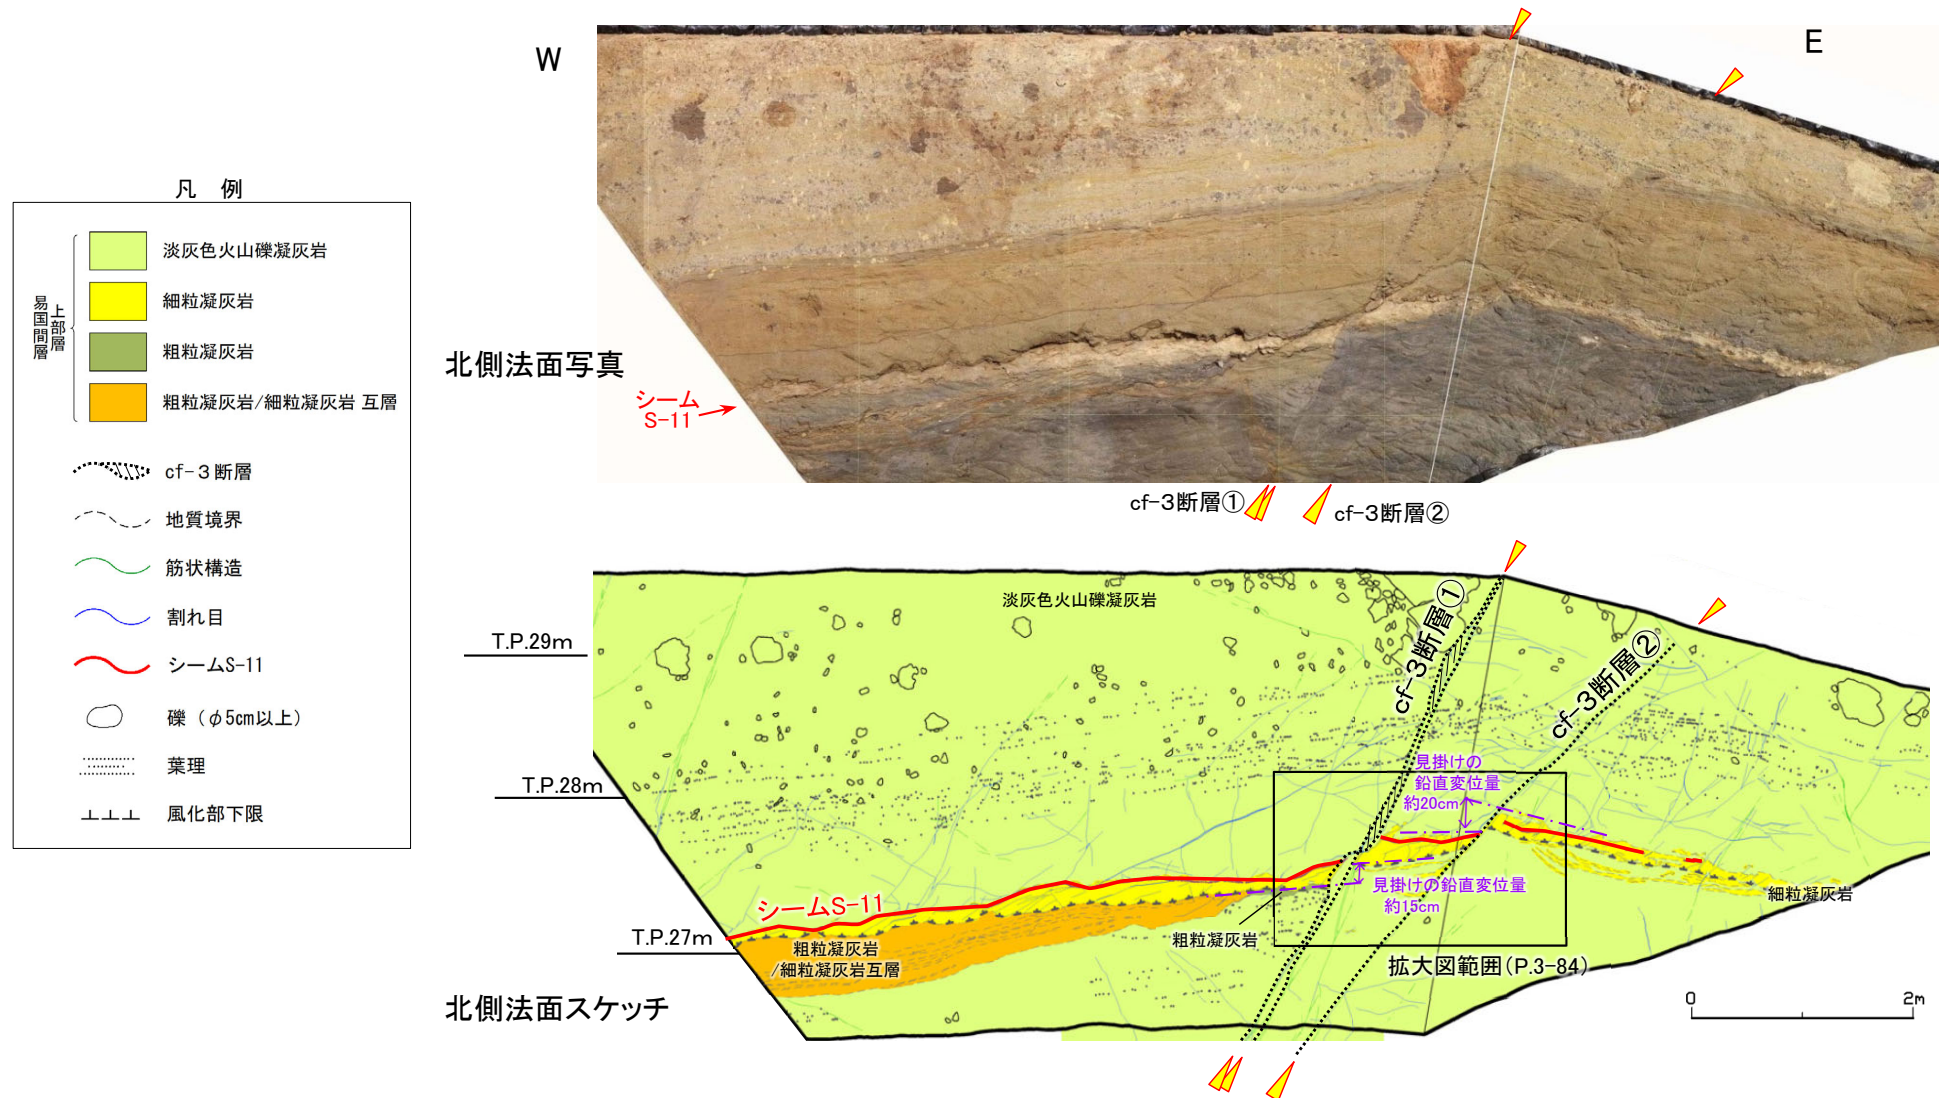 凡 例
易国間層
上部層
淡灰色火山礫凝灰岩
細粒凝灰岩
粗粒凝灰岩
粗粒凝灰岩/細粒凝灰岩 互層
cf-3断層
地質境界
筋状構造
割れ目
シームS-11
礫（φ5cm以上）
葉理
風化部下限
W
E
北側法面写真
シーム
S-11
cf-3断層①
cf-3断層②
淡灰色火山礫凝灰岩
cf-3断層①
cf-3断層②
T.P.29m
T.P.28m
T.P.27m
見掛けの
鉛直変位量
約20cm
見掛けの鉛直変位量
約15cm
シームS-11
粗粒凝灰岩
/細粒凝灰岩互層
粗粒凝灰岩
細粒凝灰岩
拡大図範囲(P.3-84)
北側法面スケッチ
0
2m